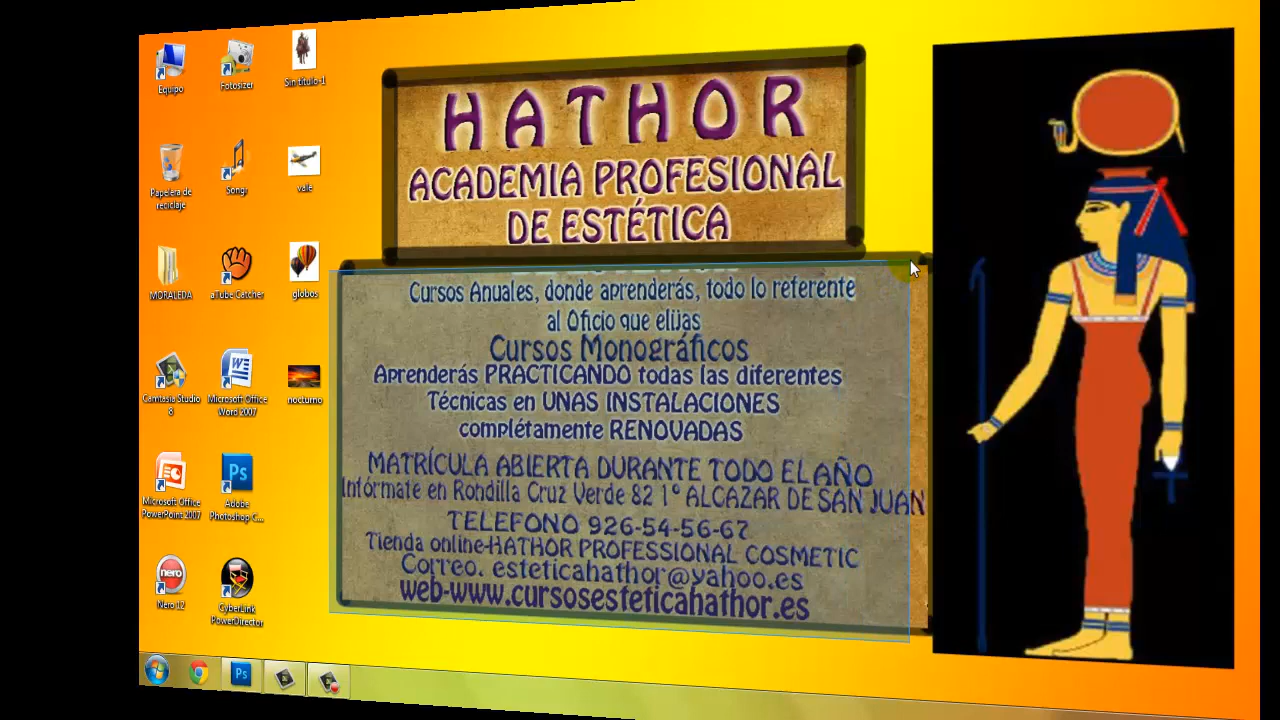 Equipo
Fotosizer
Sin título-1
Papelera de
reciclaje
Songr
vale
MORALEDA
aTube Catcher
globos
Camtasia Studio
8
Microsoft Office
Word 2007
nocturno
Microsoft Office
PowerPoint 2007
Adobe
Photoshop C...
Nero 12
CyberLink
PowerDirector
HATHOR
ACADEMIA PROFESIONAL
DE ESTÉTICA
Cursos Anuales, donde aprenderás, todo lo referente
al Oficio que elijas
Cursos Monográficos
Aprenderás PRACTICANDO todas las diferentes
Técnicas en UNAS INSTALACIONES
complétamente RENOVADAS
MATRÍCULA ABIERTA DURANTE TODO EL AÑO
Infórmate en Rondilla Cruz Verde 82 1º ALCAZAR DE SAN JUAN
TELEFONO 926-54-56-67
Tienda online-HATHOR PROFESSIONAL COSMETIC
Correo. esteticahathor@yahoo.es
web-www.cursosesteticahathor.es